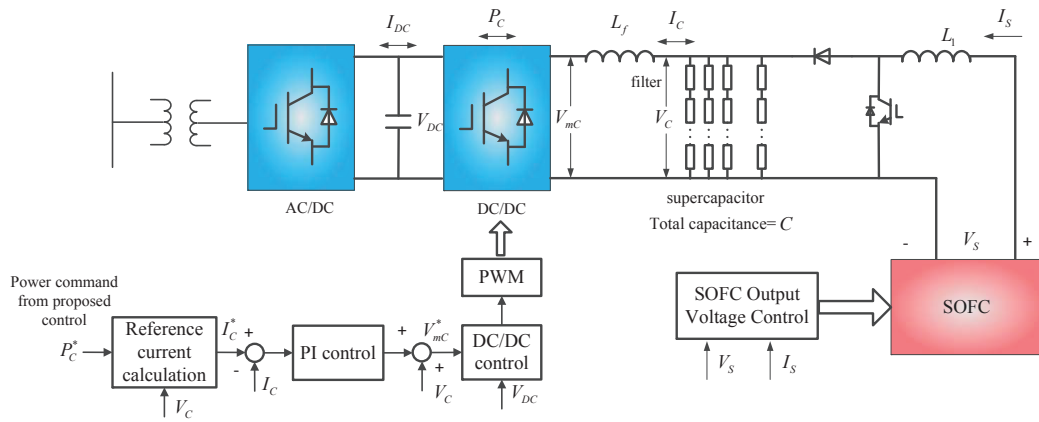 I_DC
P_C
L_f
I_C
L_1
I_S
filter
V_DC
V_mC
V_C
AC/DC
DC/DC
supercapacitor
Total capacitance= C
- V_S +
PWM
SOFC Output
Voltage Control
SOFC
Power command
from proposed
control
P_C^*
Reference
current
calculation
I_C^* +
-
I_C
PI control
+
V_mC^*
+
V_C
DC/DC
control
V_C
V_DC
V_S
I_S